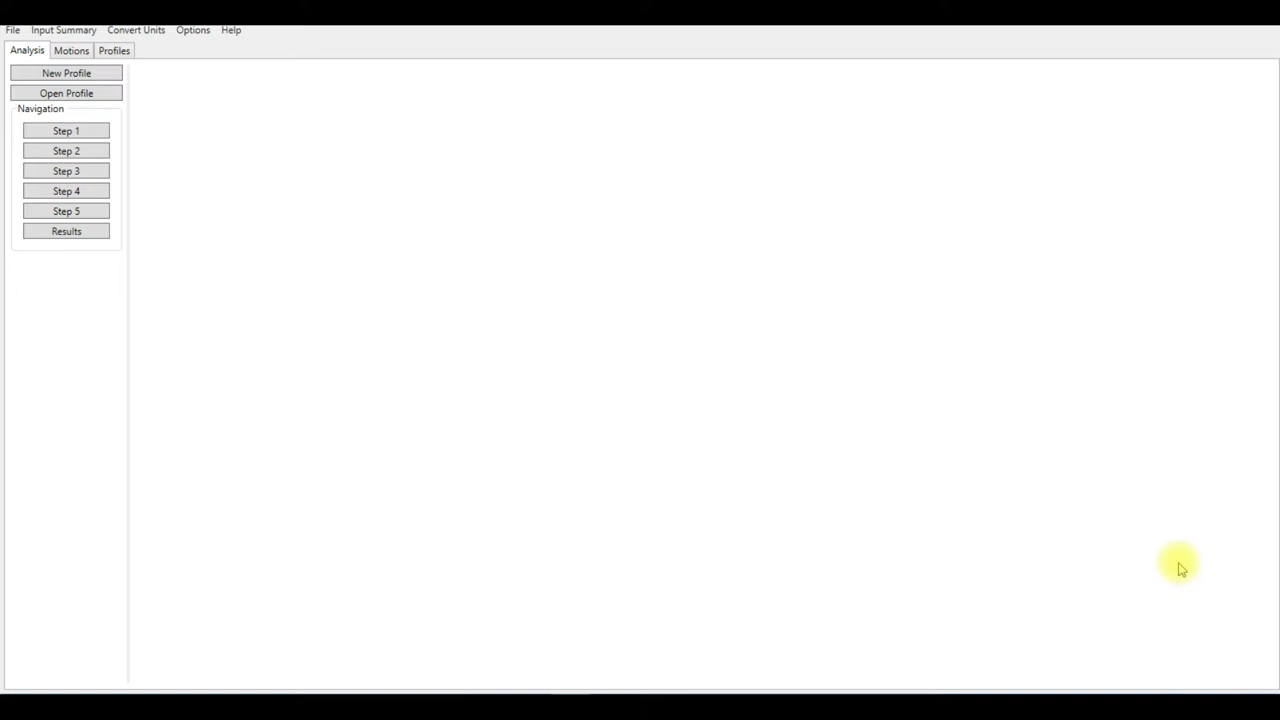 File Input Summary Convert Units Options Help
Analysis Motions Profiles
New Profile
Open Profile
Navigation
Step 1
Step 2
Step 3
Step 4
Step 5
Results